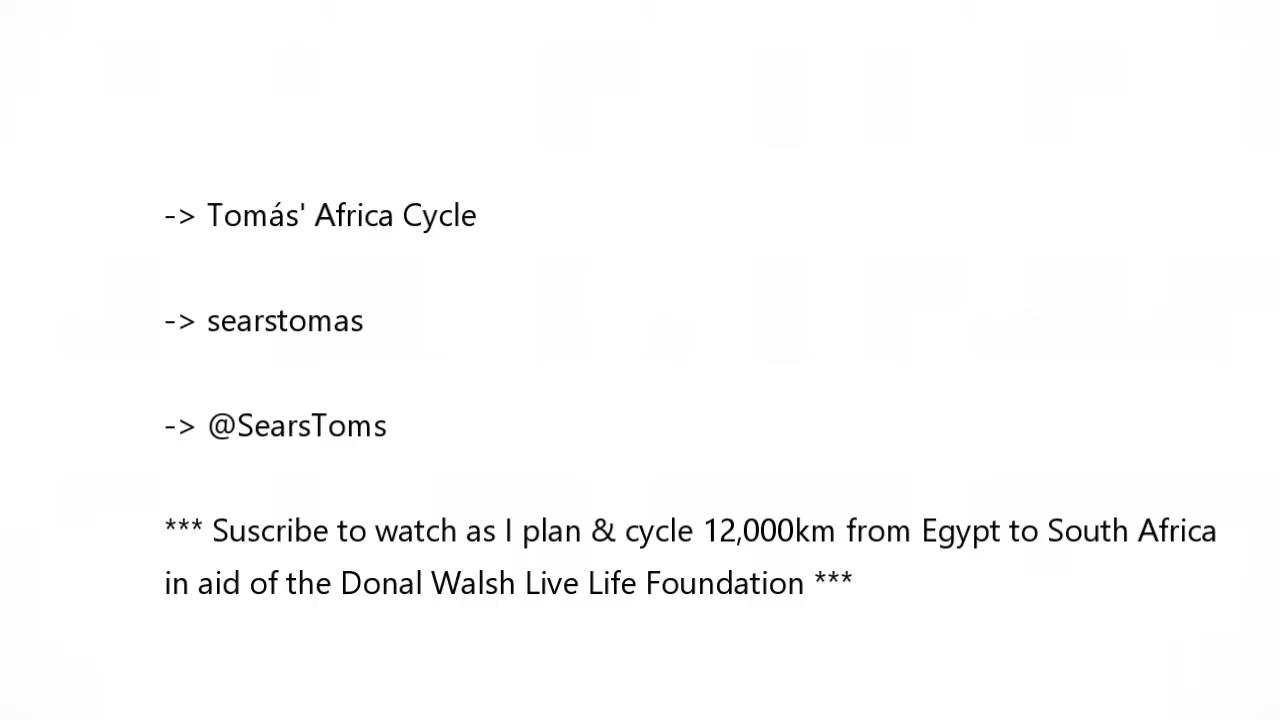 -> Tomás' Africa Cycle
-> searstomas
-> @SearsToms
*** Suscribe to watch as I plan & cycle 12,000km from Egypt to South Africa
in aid of the Donal Walsh Live Life Foundation ***